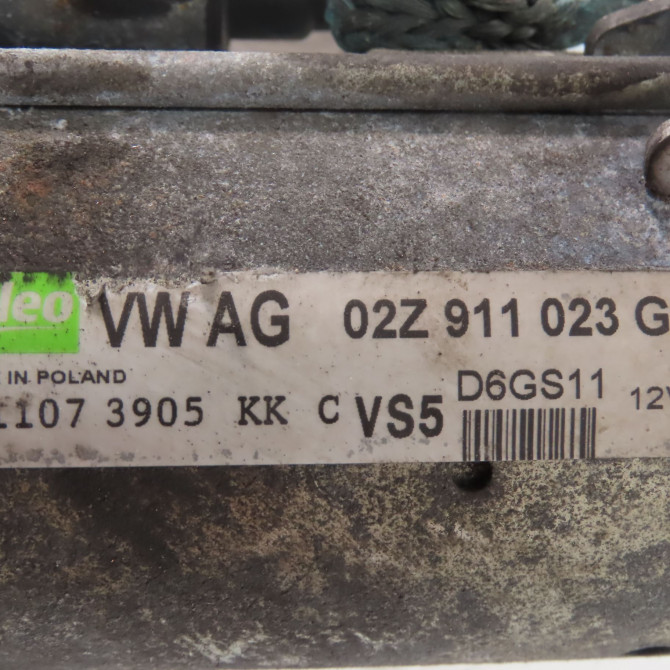 VW AG 02Z 911 023 G
IN POLAND
1107 3905 KK C VS5 D6GS11 12V